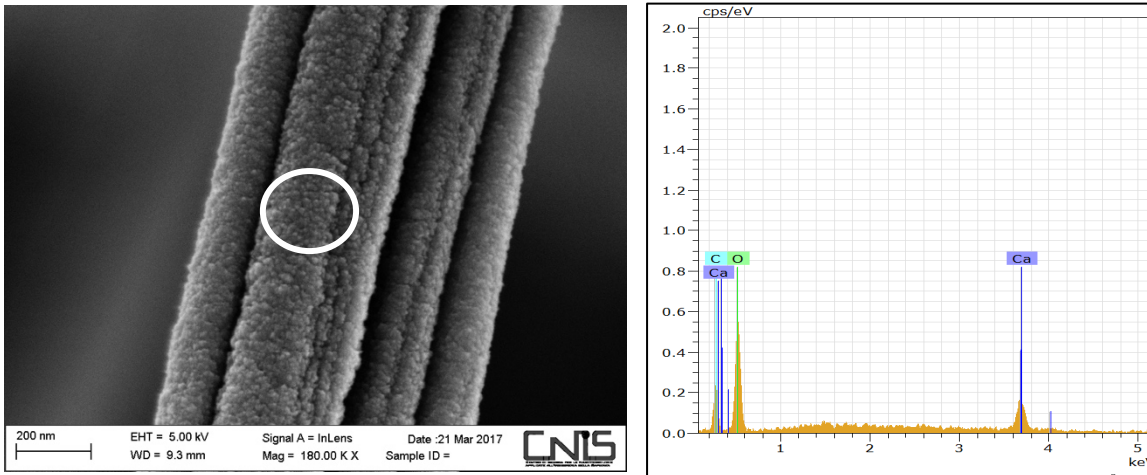 200 nm
EHT = 5.00 kV
WD = 9.3 mm
Signal A = InLens
Mag = 180.00 K X
Date :21 Mar 2017
Sample ID =
CNIS
cps/eV
2.0
1.8
1.6
1.4
1.2
1.0
0.8
0.6
0.4
0.2
0.0
C
O
Ca
Ca
1
2
3
4
5